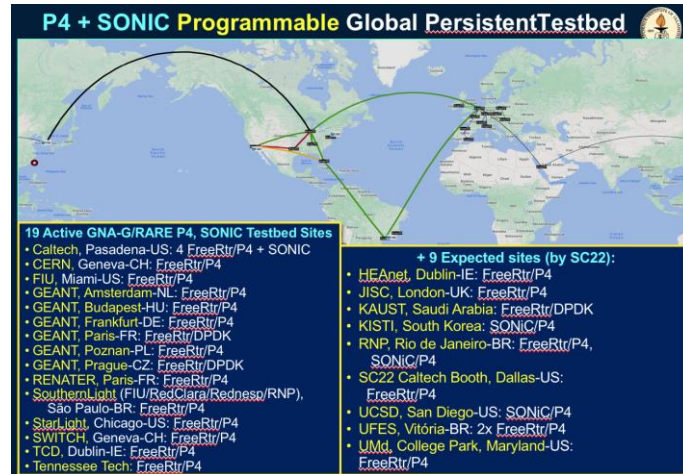 P4 + SONIC Programmable Global PersistentTestbed
19 Active GNA-G/RARE P4, SONIC Testbed Sites
• Caltech, Pasadena-US: 4 FreeRtr/P4 + SONIC
• CERN, Geneva-CH: FreeRtr/P4
• FIU, Miami-US: FreeRtr/P4
• GEANT, Amsterdam-NL: FreeRtr/P4
• GEANT, Budapest-HU: FreeRtr/P4
• GEANT, Frankfurt-DE: FreeRtr/P4
• GEANT, Paris-FR: FreeRtr/DPDK
• GEANT, Poznan-PL: FreeRtr/P4
• GEANT, Prague-CZ: FreeRtr/DPDK
• RENATER, Paris-FR: FreeRtr/P4
• SouthernLight (FIU/RedClara/Rednesp/RNP),
São Paulo-BR: FreeRtr/P4
• StarLight, Chicago-US: FreeRtr/P4
• SWITCH, Geneva-CH: FreeRtr/P4
• TCD, Dublin-IE: FreeRtr/P4
• Tennessee Tech: FreeRtr/P4
+ 9 Expected sites (by SC22):
• HEAnet, Dublin-IE: FreeRtr/P4
• JISC, London-UK: FreeRtr/P4
• KAUST, Saudi Arabia: FreeRtr/DPDK
• KISTI, South Korea: SONiC/P4
• RNP, Rio de Janeiro-BR: FreeRtr/P4,
SONiC/P4
• SC22 Caltech Booth, Dallas-US:
FreeRtr/P4
• UCSD, San Diego-US: SONiC/P4
• UFES, Vitória-BR: 2x FreeRtr/P4
• UMd, College Park, Maryland-US:
FreeRtr/P4